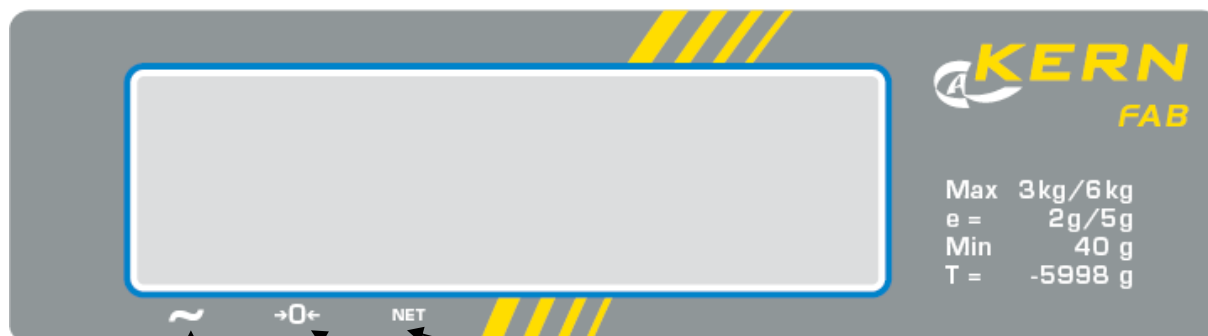 KERN
FAB
Max 3kg/6kg
e = 2g/5g
Min 40 g
T = -5998 g
~ →0← NET